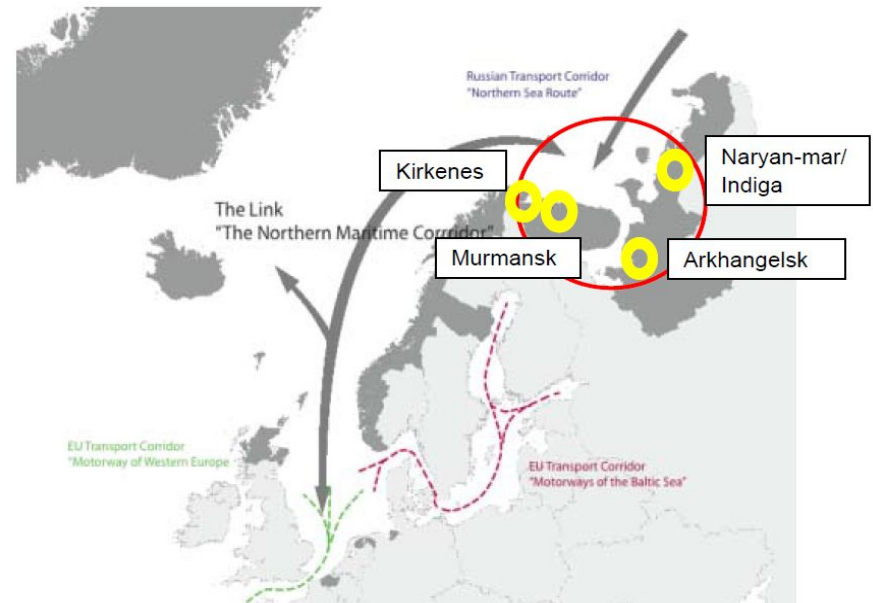 Russian Transport Corridor
"Northern Sea Route"
Kirkenes
Naryan-mar/
Indiga
The Link
"The Northern Maritime Corrridor"
Murmansk
Arkhangelsk
EU Transport Corridor
"Motorway of Western Europe
EU Transport Corridor
"Motorways of the Baltic Sea"